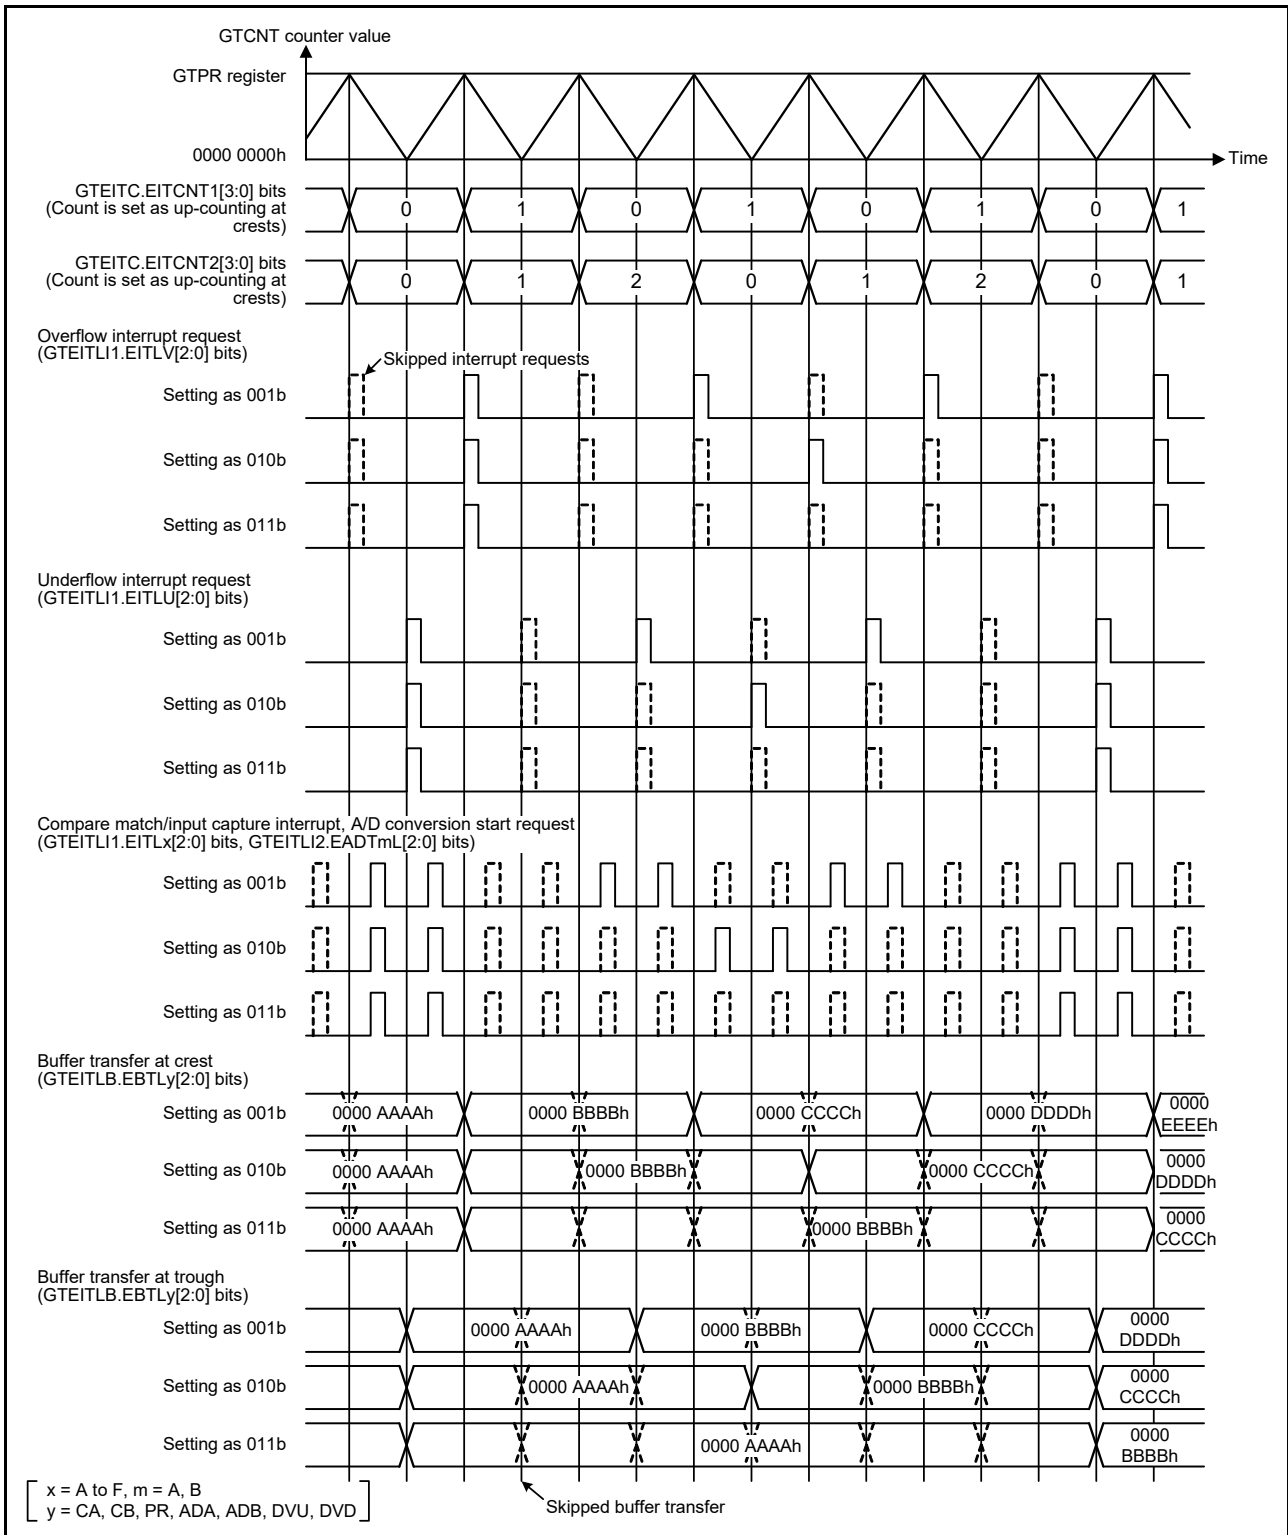 GTCNT counter value
GTPR register
0000 0000h
Time
GTEITC.EITCNT1[3:0] bits
(Count is set as up-counting at
crests)
0 1 0 1 0 1 0 1
GTEITC.EITCNT2[3:0] bits
(Count is set as up-counting at
crests)
0 1 2 0 1 2 0 1
Overflow interrupt request
(GTEITLI1.EITLV[2:0] bits)
Skipped interrupt requests
Setting as 001b
Setting as 010b
Setting as 011b
Underflow interrupt request
(GTEITLI1.EITLU[2:0] bits)
Setting as 001b
Setting as 010b
Setting as 011b
Compare match/input capture interrupt, A/D conversion start request
(GTEITLI1.EITLx[2:0] bits, GTEITLI2.EADTmL[2:0] bits)
Setting as 001b
Setting as 010b
Setting as 011b
Buffer transfer at crest
(GTEITLB.EBTLy[2:0] bits)
Setting as 001b 0000 AAAAh 0000 BBBBh 0000 CCCCh 0000 DDDDh 0000
EEEEh
Setting as 010b 0000 AAAAh 0000 BBBBh 0000 CCCCh 0000
DDDDh
Setting as 011b 0000 AAAAh 0000 BBBBh 0000
CCCCh
Buffer transfer at trough
(GTEITLB.EBTLy[2:0] bits)
Setting as 001b 0000 AAAAh 0000 BBBBh 0000 CCCCh 0000
DDDDh
Setting as 010b 0000 AAAAh 0000 BBBBh 0000
CCCCh
Setting as 011b 0000 AAAAh 0000
BBBBh
x = A to F, m = A, B
y = CA, CB, PR, ADA, ADB, DVU, DVD
Skipped buffer transfer